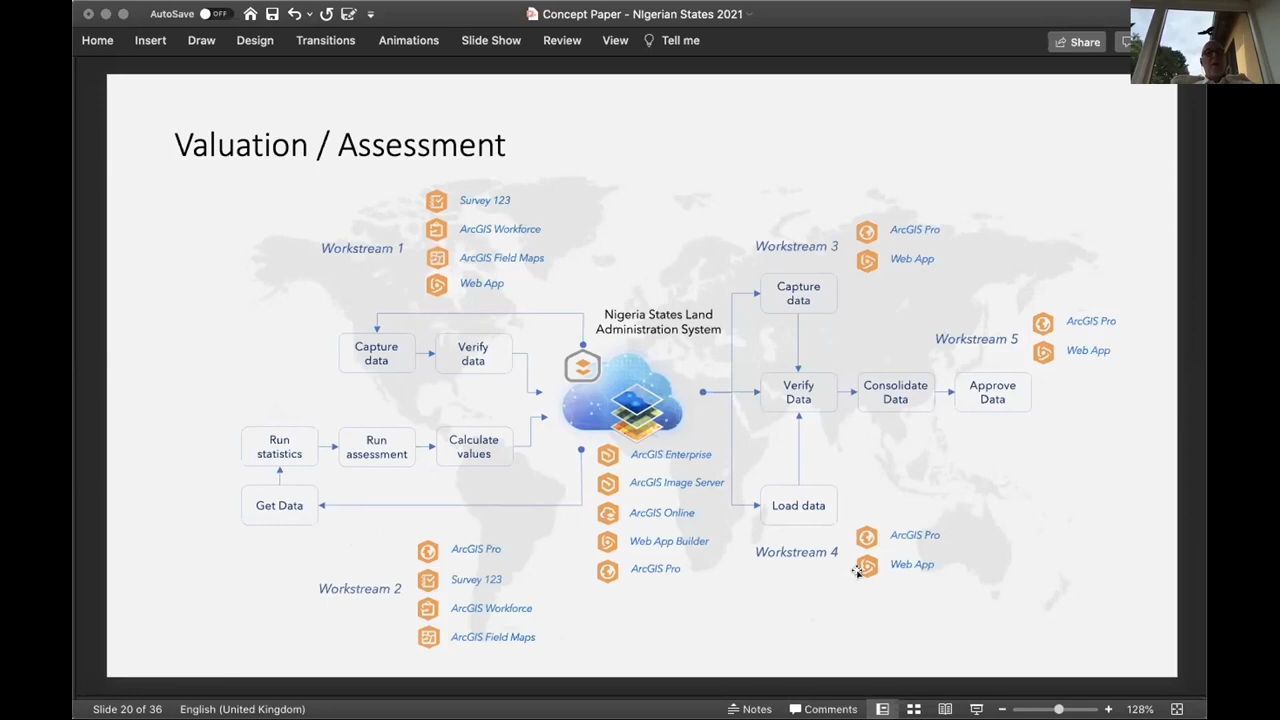 AutoSave OFF
Concept Paper - Nigerian States 2021
Home Insert Draw Design Transitions Animations Slide Show Review View Tell me
Share
Valuation / Assessment
Workstream 1
Survey 123
ArcGIS Workforce
ArcGIS Field Maps
Web App
Workstream 3
ArcGIS Pro
Web App
Nigeria States Land
Administration System
Capture
data
Verify
data
Capture
data
Workstream 5
ArcGIS Pro
Web App
Verify
Data
Consolidate
Data
Approve
Data
Run
statistics
Run
assessment
Calculate
values
Get Data
ArcGIS Enterprise
ArcGIS Image Server
ArcGIS Online
Web App Builder
ArcGIS Pro
Load data
Workstream 4
ArcGIS Pro
Web App
Workstream 2
ArcGIS Pro
Survey 123
ArcGIS Workforce
ArcGIS Field Maps
Slide 20 of 36 English (United Kingdom) Notes Comments 128%